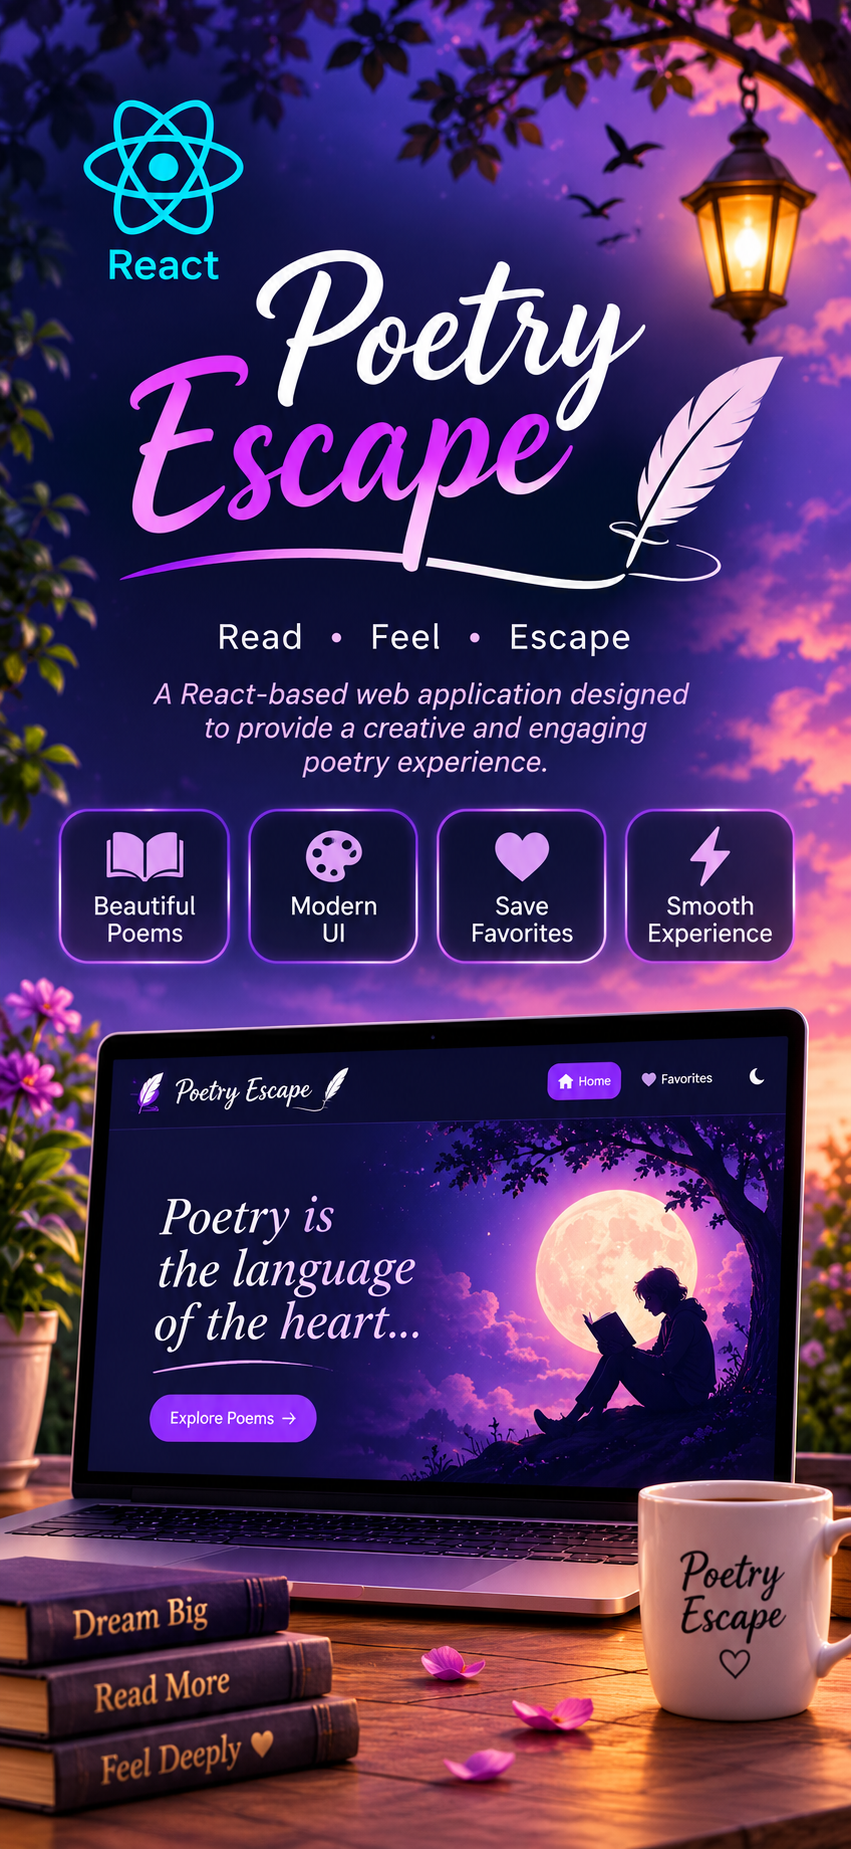 React
Poetry
Escape
Read • Feel • Escape
A React-based web application designed
to provide a creative and engaging
poetry experience.
Beautiful
Poems
Modern
UI
Save
Favorites
Smooth
Experience
Poetry Escape
Home
Favorites
Poetry is
the language
of the heart...
Explore Poems →
Poetry
Escape
Dream Big
Read More
Feel Deeply